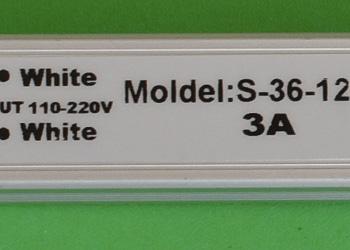 ● White
UT 110-220V
● White
Moldel:S-36-12
3A